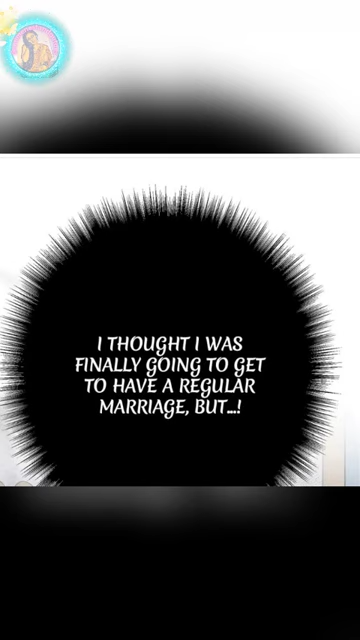 I THOUGHT I WAS
FINALLY GOING TO GET
TO HAVE A REGULAR
MARRIAGE, BUT...!